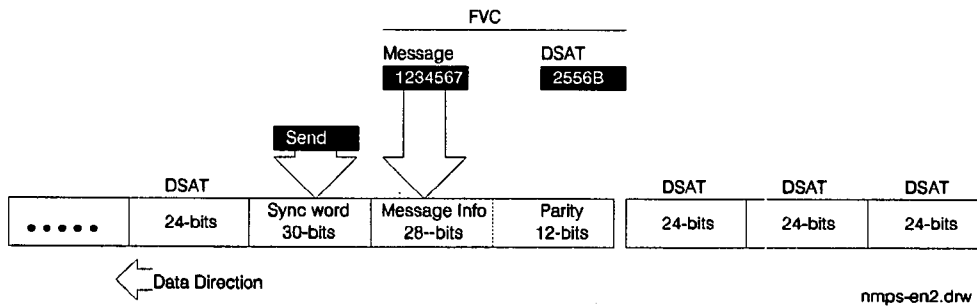 FVC
Message DSAT
1234567 2556B
Send
DSAT DSAT DSAT DSAT
••••• 24-bits Sync word 30-bits Message Info 28--bits Parity 12-bits 24-bits 24-bits 24-bits
Data Direction
nmps-en2.drw